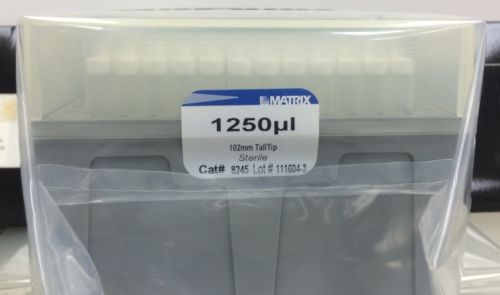 MATRIX
1250µl
102mm TallTip
Sterile
Cat# 8245 Lot # 111604-3